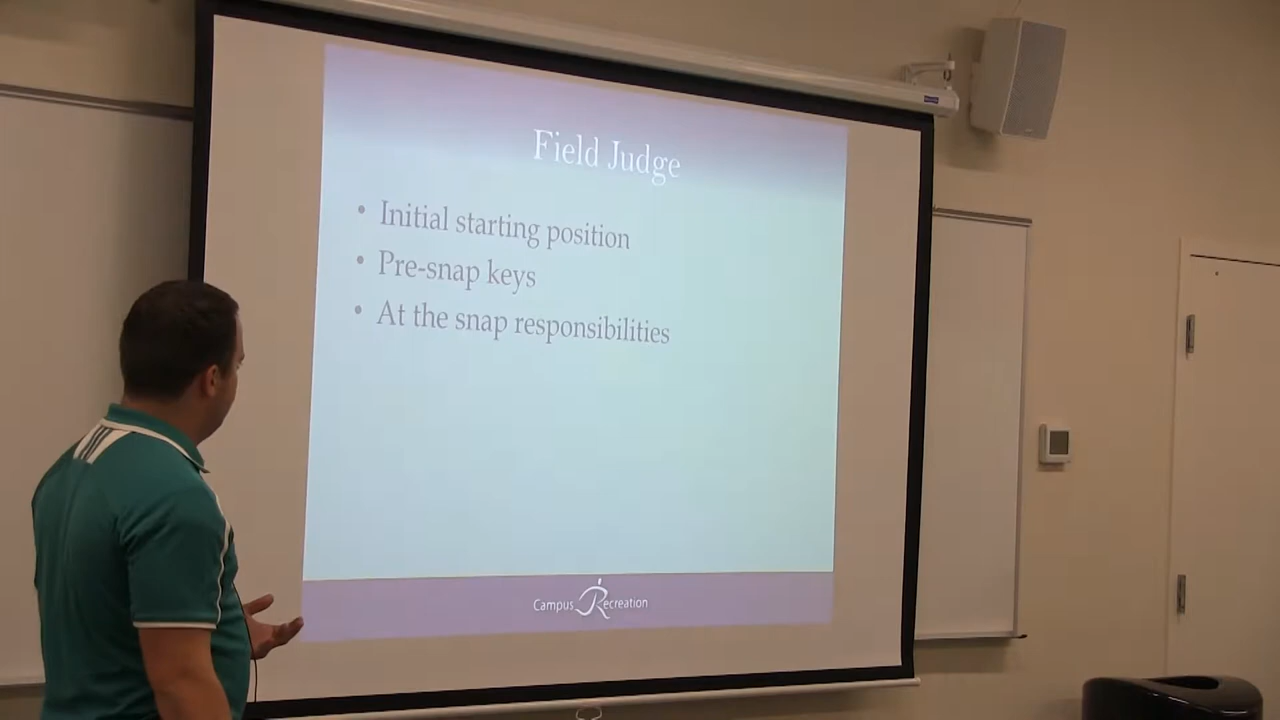 Field Judge
• Initial starting position
• Pre-snap keys
• At the snap responsibilities
Campus Recreation